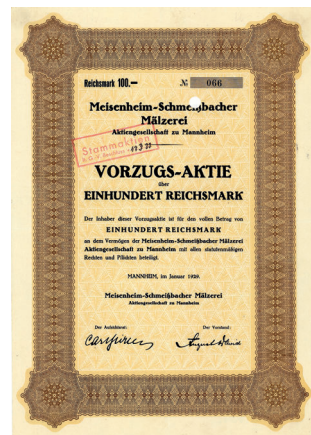 Reichsmark 100.— № 066
Meisenheim-Schmeißbacher
Mälzerei
Aktiengesellschaft zu Mannheim
Stammaktien
VORZUGS-AKTIE
über
EINHUNDERT REICHSMARK
Der Inhaber dieser Vorzugsaktie ist für den vollen Betrag von
EINHUNDERT REICHSMARK
an dem Vermögen der Meisenheim-Schmeißbacher Mälzerei
Aktiengesellschaft zu Mannheim mit allen statutenmäßigen
Rechten und Pflichten beteiligt.
MANNHEIM, im Januar 1929.
Meisenheim-Schmeißbacher Mälzerei
Aktiengesellschaft zu Mannheim
Der Aufsichtsrat: Der Vorstand: